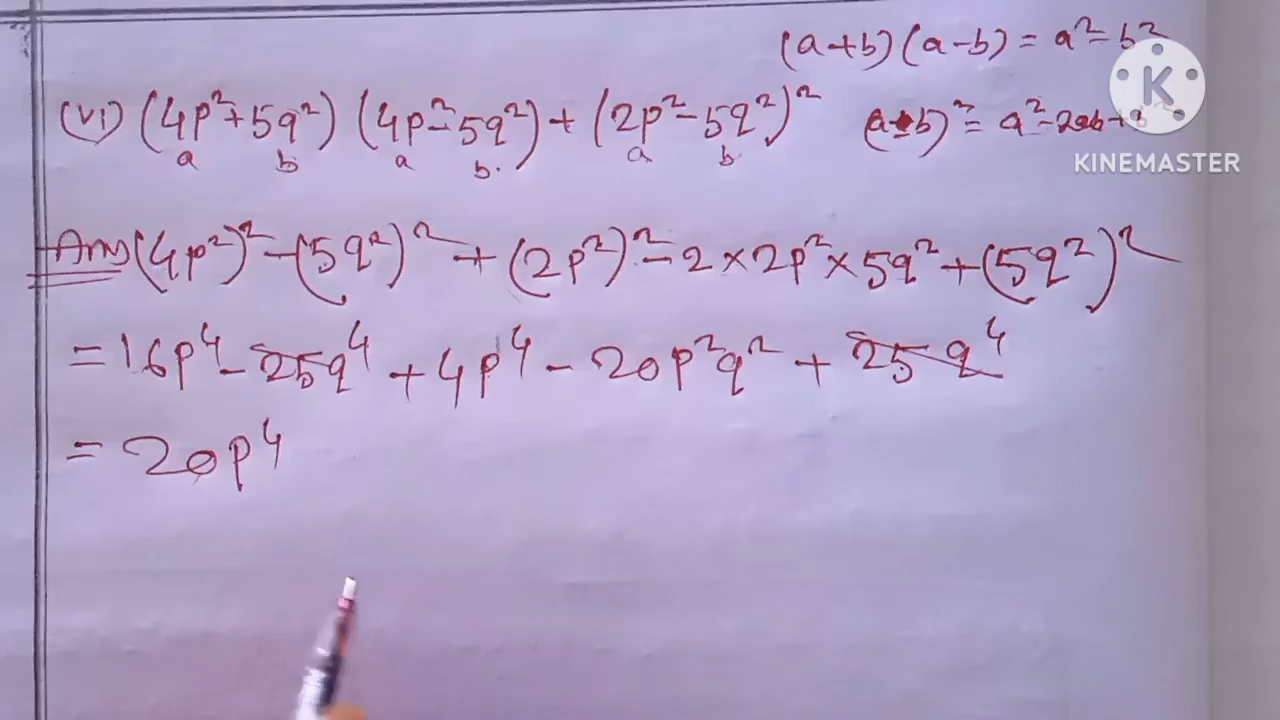 (a+b)(a-b) = a²-b²
(VI) (4p²+5q²) (4p²-5q²) + (2p²-5q²)² (a-b)² = a²-2ab+b²
a b a b. a b
KINEMASTER
Ans (4p²)² - (5q²)² + (2p²)² - 2×2p²×5q² + (5q²)²
= 16p⁴ - 25q⁴ + 4p⁴ - 20p²q² + 25q⁴
= 20p⁴